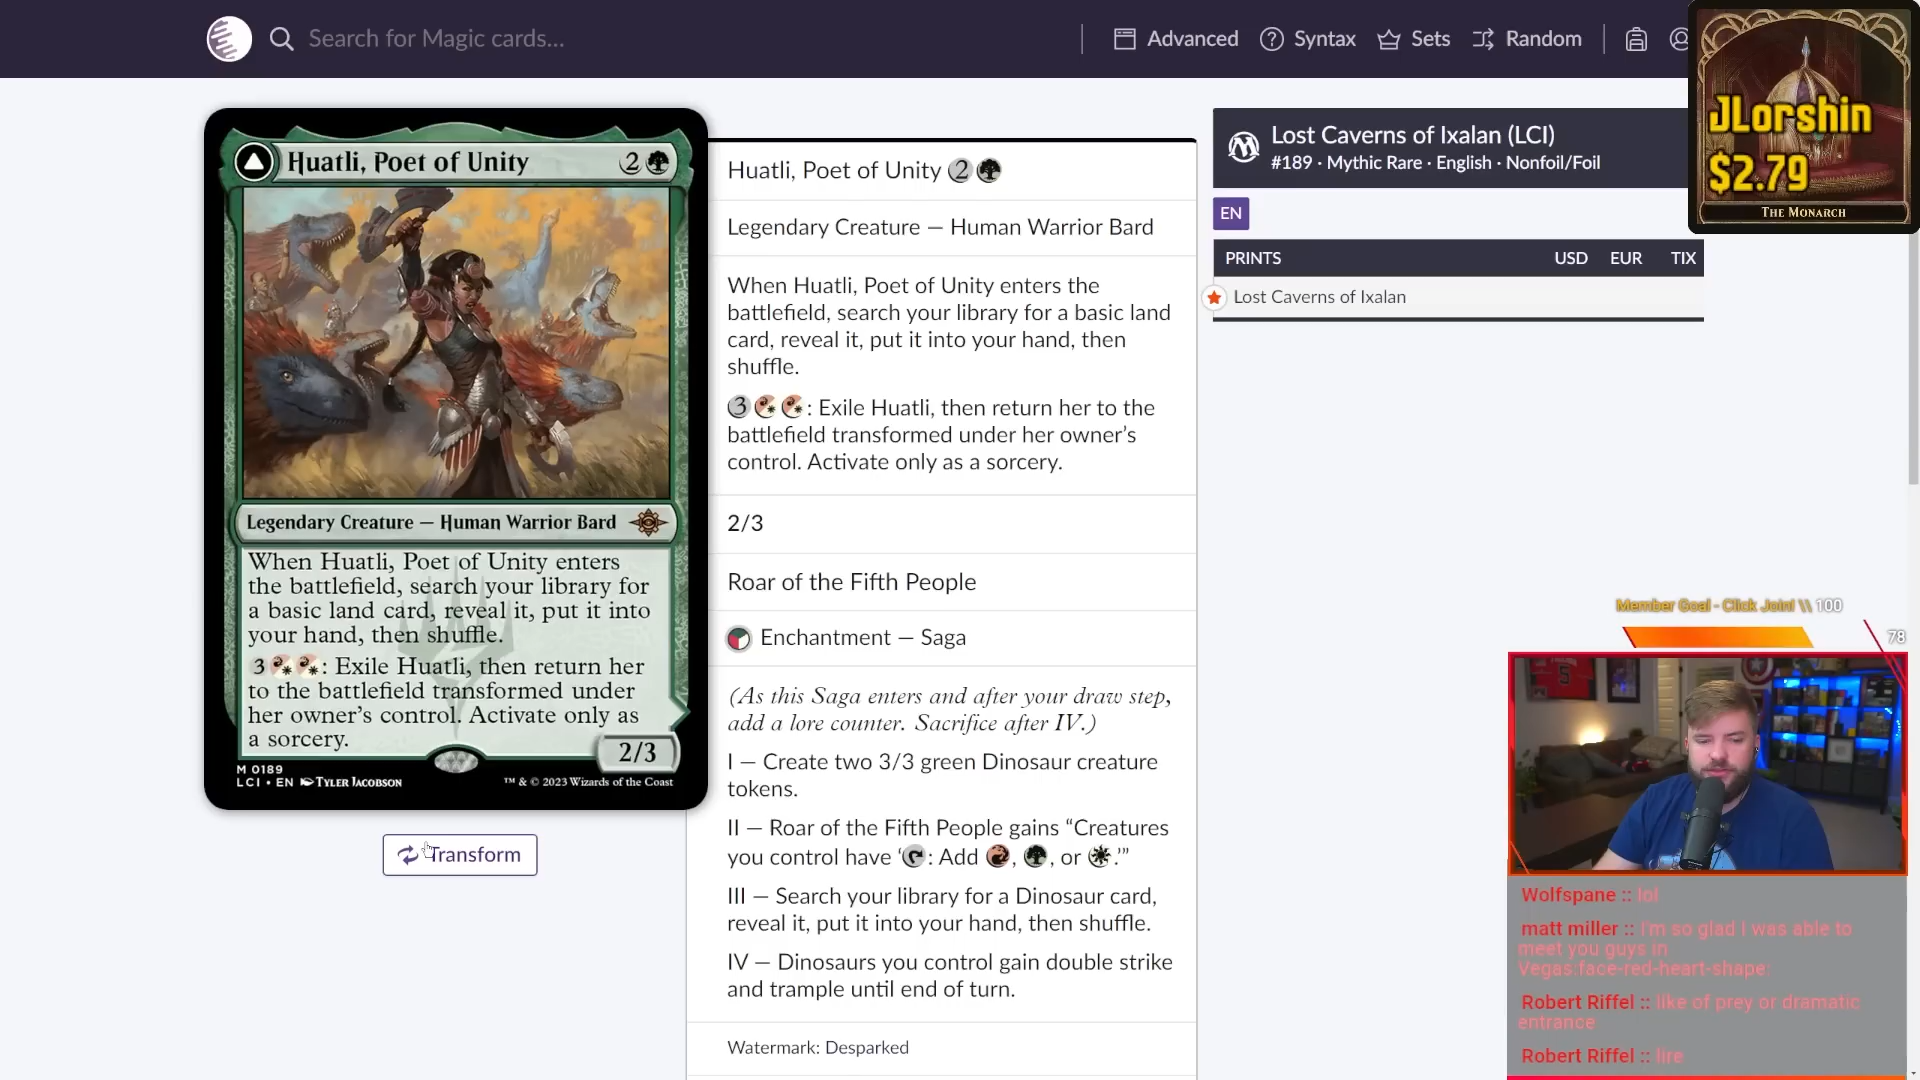 Search for Magic cards...
Advanced
Syntax
Sets
Random
JLorshin
$2.79
THE MONARCH
Huatli, Poet of Unity 2
Legendary Creature — Human Warrior Bard
When Huatli, Poet of Unity enters
the battlefield, search your library for
a basic land card, reveal it, put it into
your hand, then shuffle.
3 : Exile Huatli, then return her
to the battlefield transformed under
her owner's control. Activate only as
a sorcery.
2/3
M 0189
LCI • EN TYLER JACOBSON
™ & © 2023 Wizards of the Coast
Transform
Huatli, Poet of Unity 2
Legendary Creature — Human Warrior Bard
When Huatli, Poet of Unity enters the
battlefield, search your library for a basic land
card, reveal it, put it into your hand, then
shuffle.
3 : Exile Huatli, then return her to the
battlefield transformed under her owner's
control. Activate only as a sorcery.
2/3
Roar of the Fifth People
Enchantment — Saga
(As this Saga enters and after your draw step,
add a lore counter. Sacrifice after IV.)
I — Create two 3/3 green Dinosaur creature
tokens.
II — Roar of the Fifth People gains “Creatures
you control have ‘ : Add , , or .’”
III — Search your library for a Dinosaur card,
reveal it, put it into your hand, then shuffle.
IV — Dinosaurs you control gain double strike
and trample until end of turn.
Watermark: Desparked
Lost Caverns of Ixalan (LCI)
#189 · Mythic Rare · English · Nonfoil/Foil
EN
PRINTS USD EUR TIX
Lost Caverns of Ixalan
Member Goal - Click Join! \\ 100
78
Wolfspane :: lol
matt miller :: I'm so glad I was able to
meet you guys in
Vegas:face-red-heart-shape:
Robert Riffel :: like of prey or dramatic
entrance
Robert Riffel :: lire